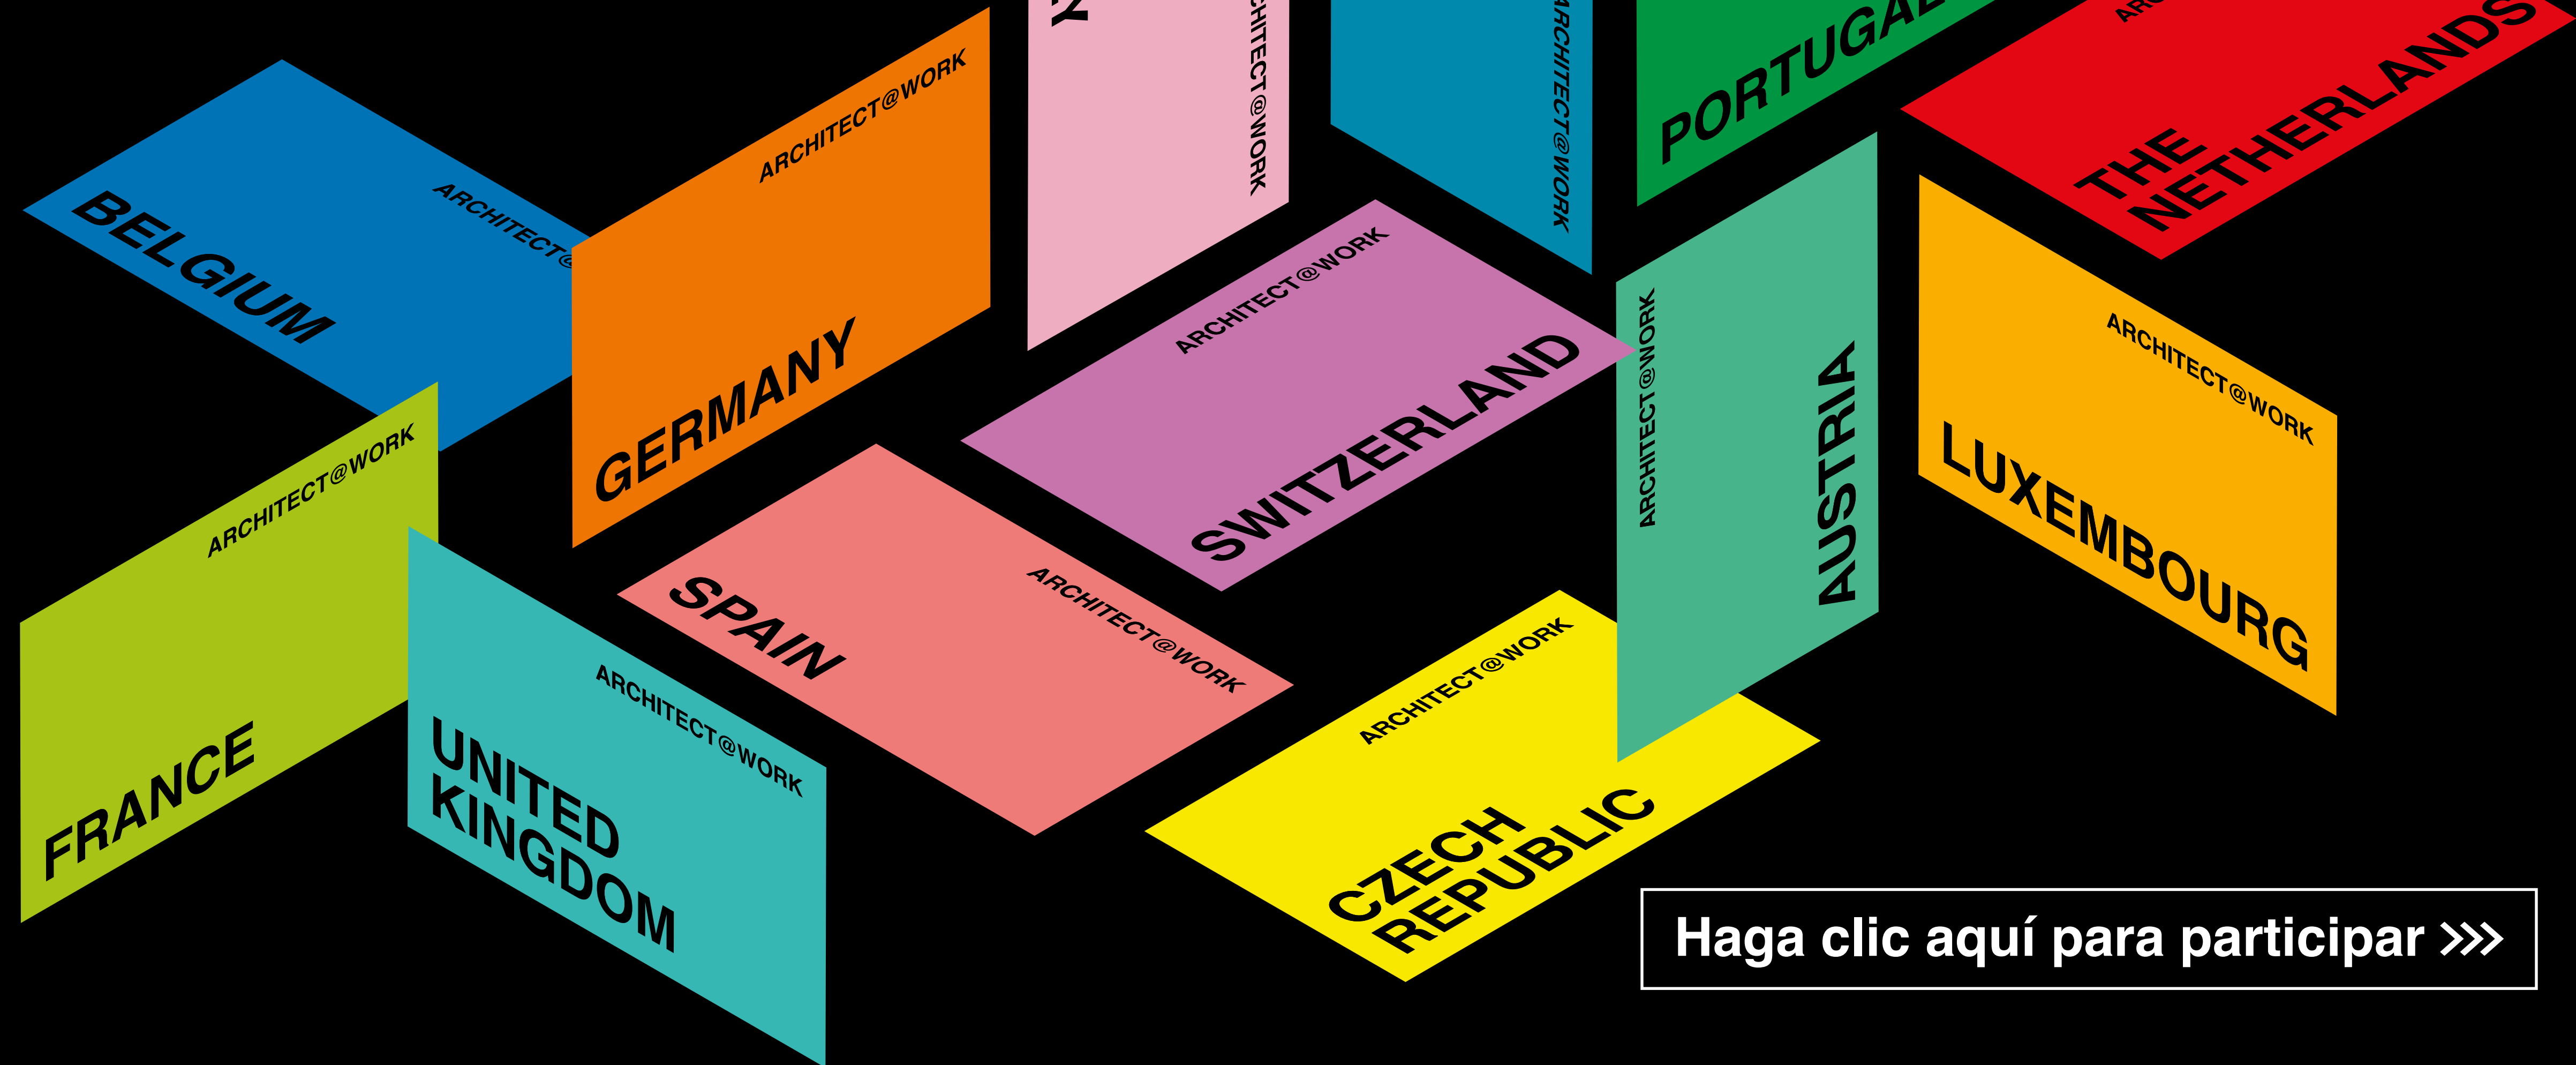 BELGIUM
ARCHITECT@
ARCHITECT@WORK
GERMANY
Y
CHITECT@WORK
ARCHITECT@WORK
PORTUGAL
THE
NETHERLANDS
ARCHITECT@WORK
SWITZERLAND
ARCHITECT@WORK
AUSTRIA
ARCHITECT@WORK
LUXEMBOURG
ARCHITECT@WORK
FRANCE
ARCHITECT@WORK
UNITED
KINGDOM
ARCHITECT@WORK
SPAIN
ARCHITECT@WORK
CZECH
REPUBLIC
Haga clic aquí para participar >>>